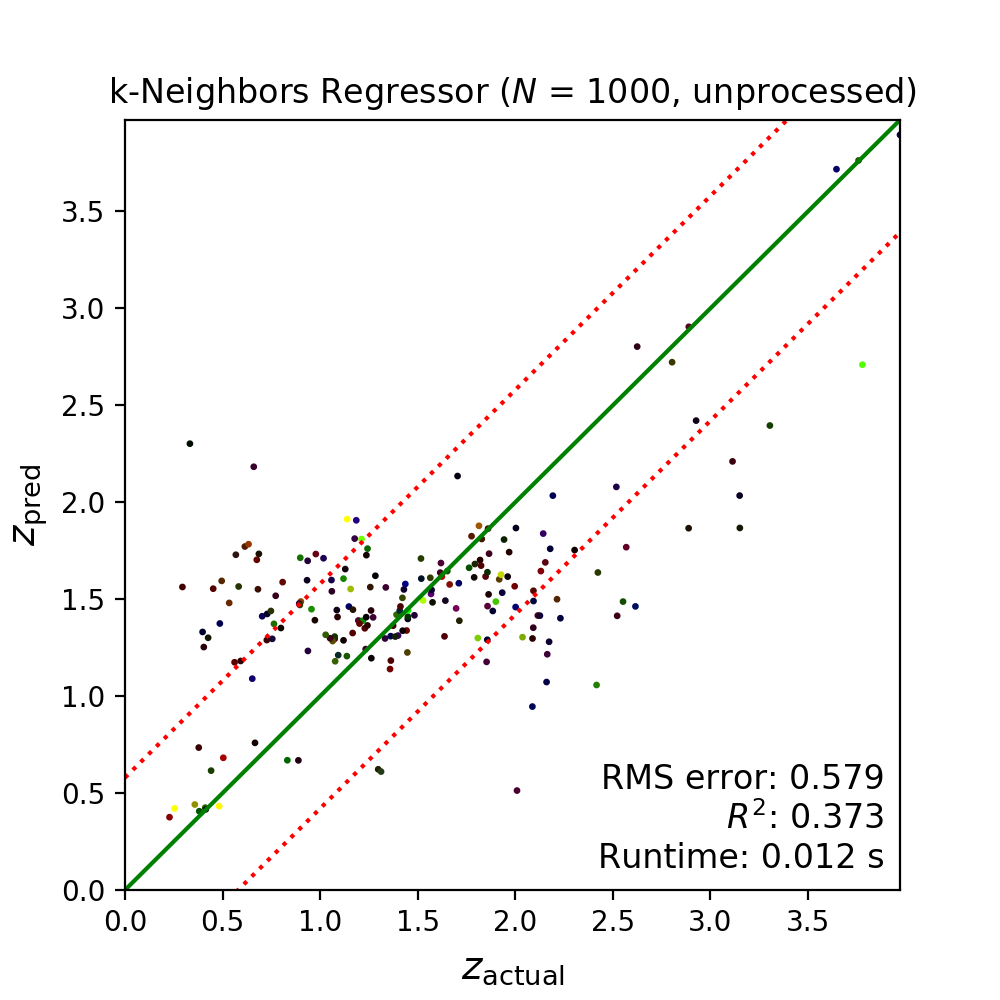 k-Neighbors Regressor (N = 1000, unprocessed)
z_pred
3.5
3.0
2.5
2.0
1.5
1.0
0.5
0.0
RMS error: 0.579
R²: 0.373
Runtime: 0.012 s
0.0 0.5 1.0 1.5 2.0 2.5 3.0 3.5
z_actual